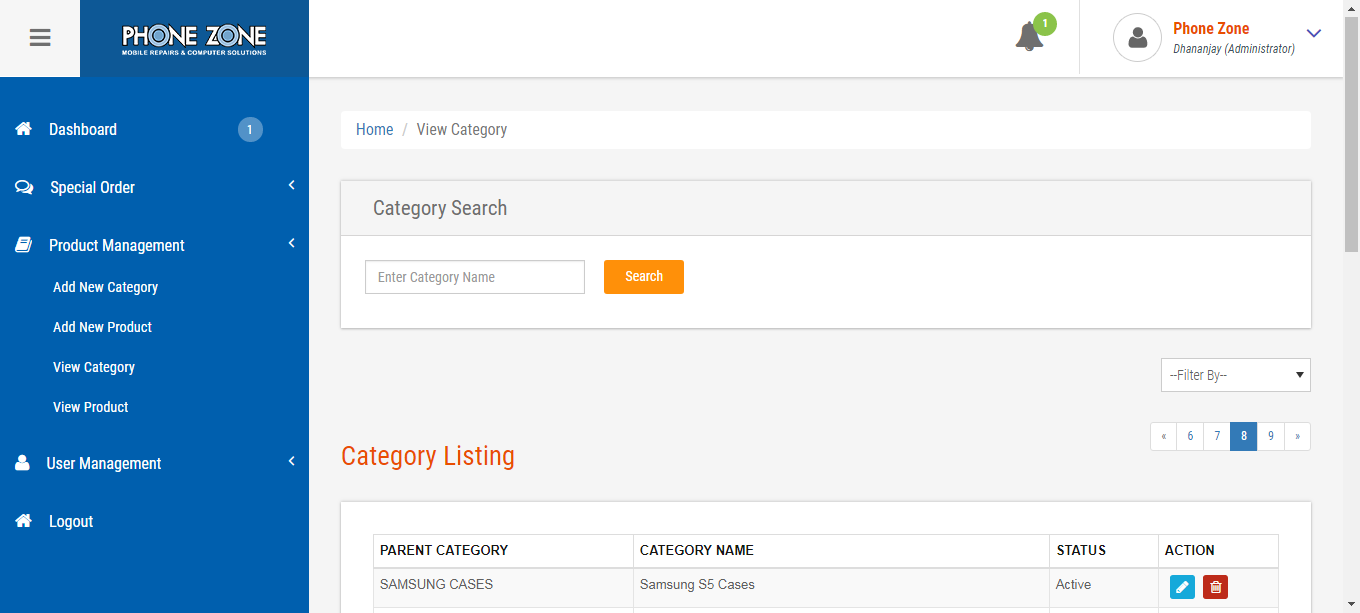 PHONE ZONE
MOBILE REPAIRS & COMPUTER SOLUTIONS
1
Phone Zone
Dhananjay (Administrator)
Dashboard
1
Special Order
Product Management
Add New Category
Add New Product
View Category
View Product
User Management
Logout
Home / View Category
Category Search
Enter Category Name
Search
--Filter By--
« 6 7 8 9 »
Category Listing
PARENT CATEGORY CATEGORY NAME STATUS ACTION
SAMSUNG CASES Samsung S5 Cases Active